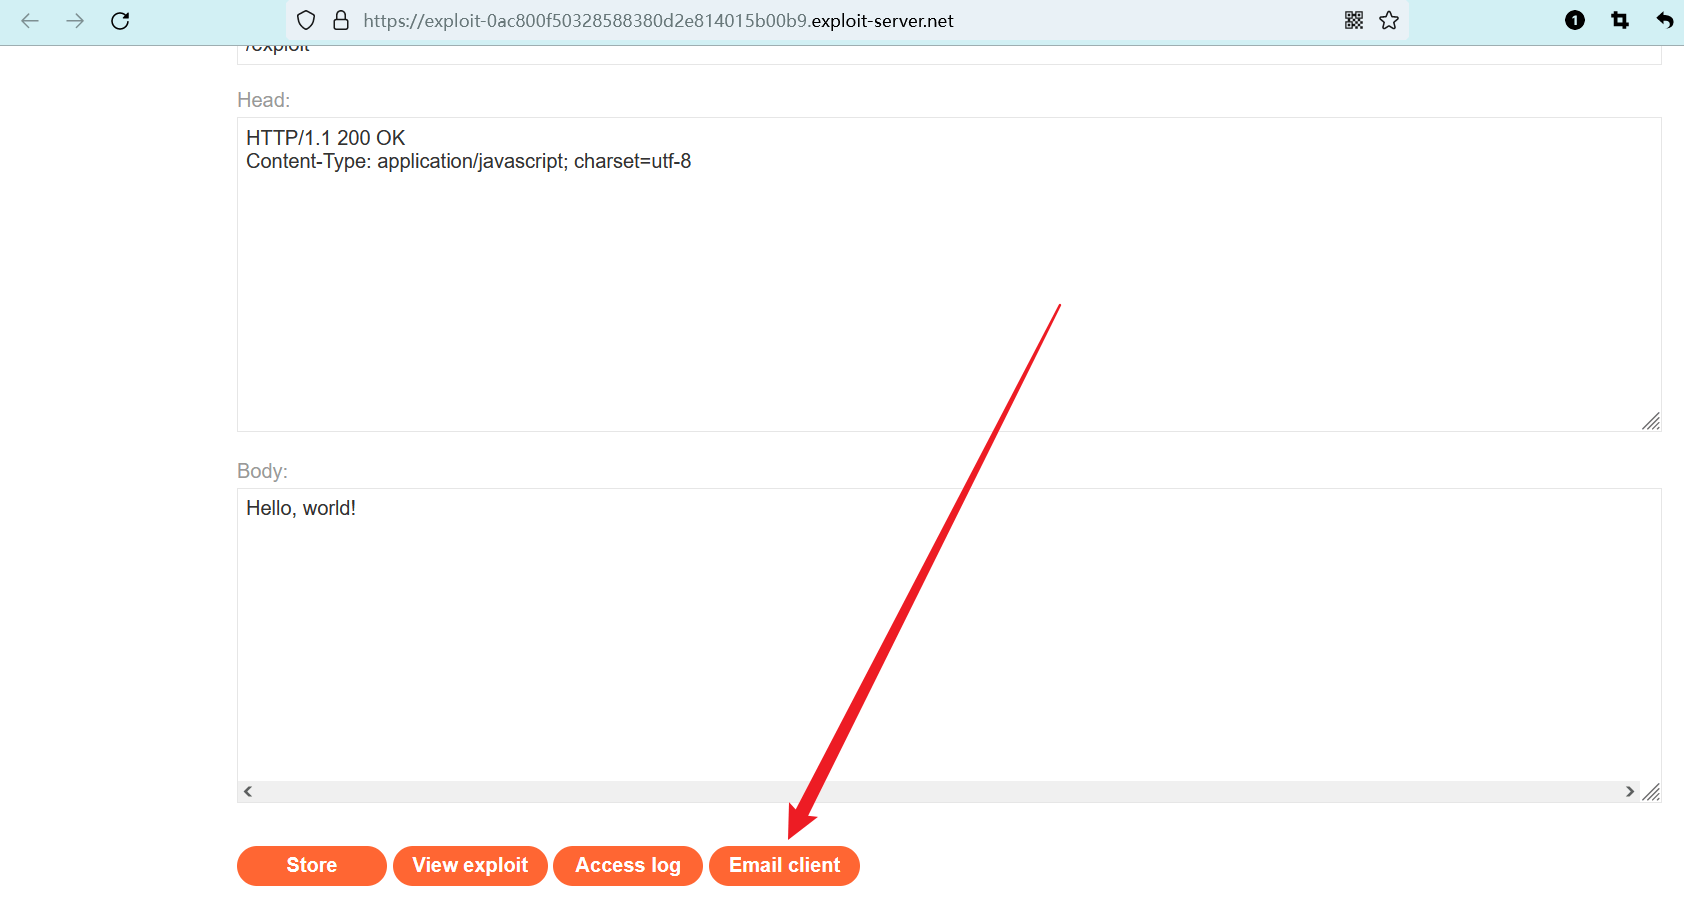 https://exploit-0ac800f50328588380d2e814015b00b9.exploit-server.net
1
/exploit
Head:
HTTP/1.1 200 OK
Content-Type: application/javascript; charset=utf-8
Body:
Hello, world!
Store
View exploit
Access log
Email client